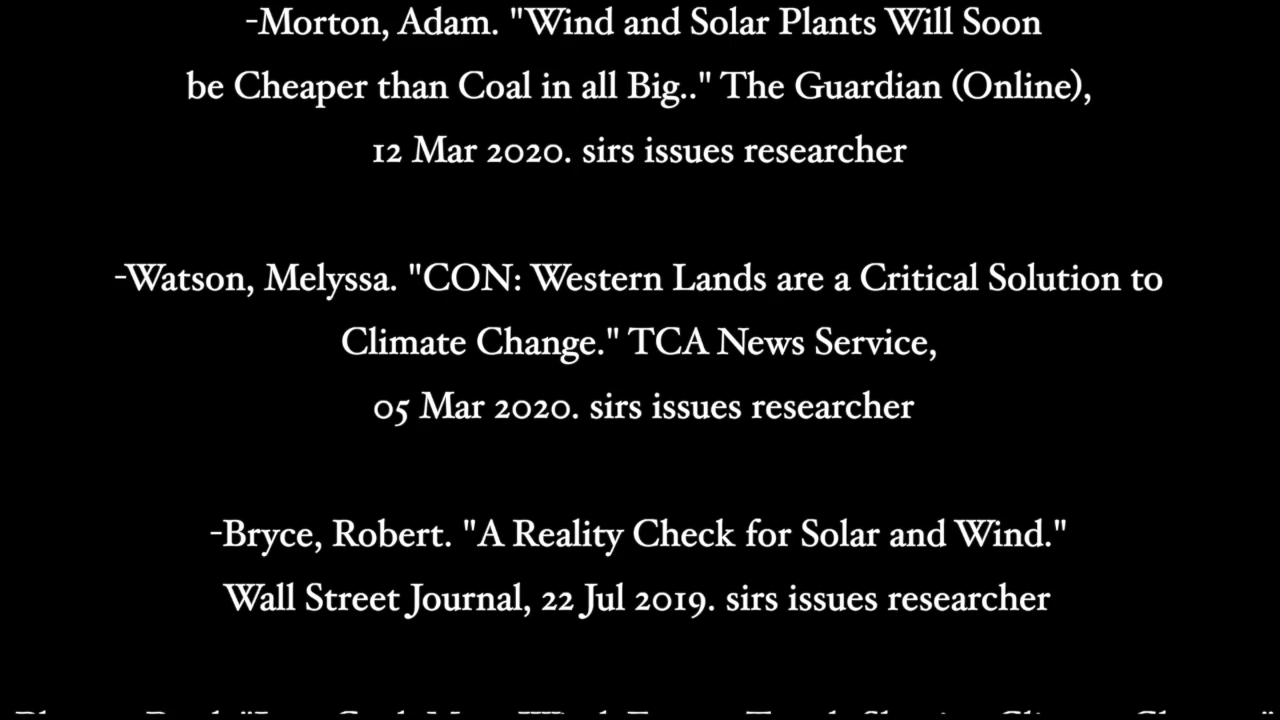 -Morton, Adam. "Wind and Solar Plants Will Soon
be Cheaper than Coal in all Big.." The Guardian (Online),
12 Mar 2020. sirs issues researcher
-Watson, Melyssa. "CON: Western Lands are a Critical Solution to
Climate Change." TCA News Service,
05 Mar 2020. sirs issues researcher
-Bryce, Robert. "A Reality Check for Solar and Wind."
Wall Street Journal, 22 Jul 2019. sirs issues researcher